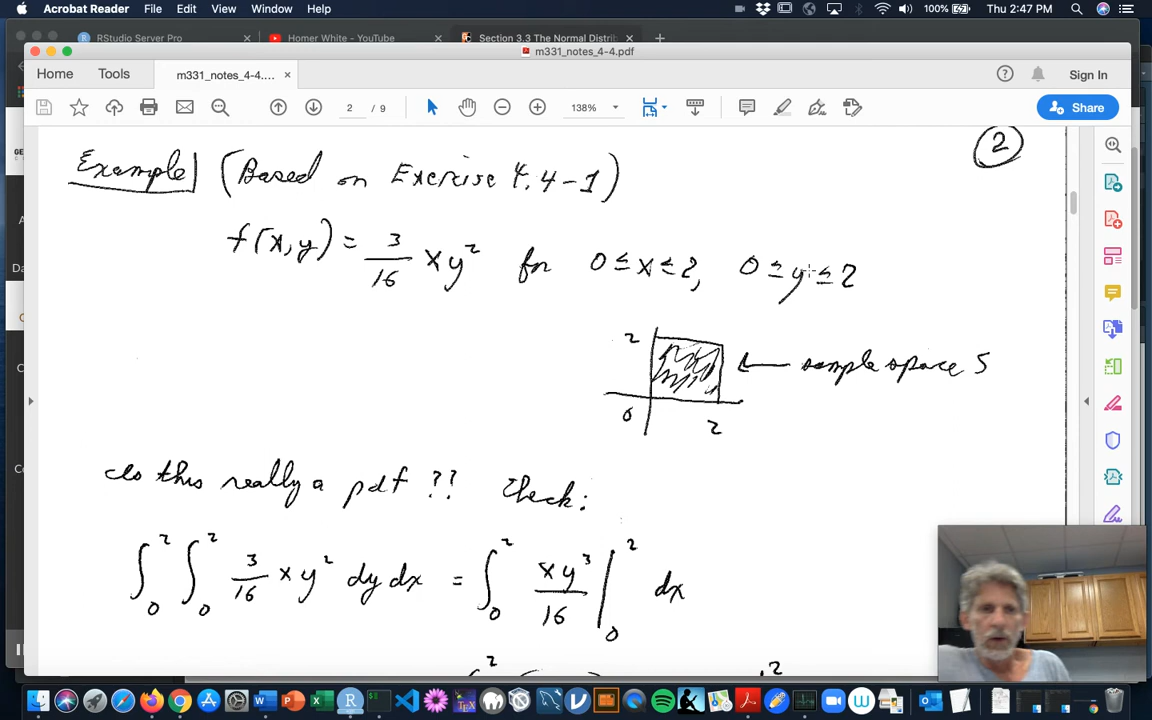 Acrobat Reader File Edit View Window Help 100% Thu 2:47 PM
RStudio Server Pro × Homer White - YouTube × Section 3.3 The Normal Distrib × +
m331_notes_4-4.pdf
Home Tools m331_notes_4-4.... × Sign In
2 / 9 138% Share
2
Example (Based on Exercise 4.4-1)
f(x,y) = 3/16 xy² for 0 ≤ x ≤ 2, 0 ≤ y ≤ 2
2
← sample space S
0 2
Is this really a pdf ?? Check:
∫₀² ∫₀² 3/16 xy² dy dx = ∫₀² xy³/16 |₀² dx
2 2